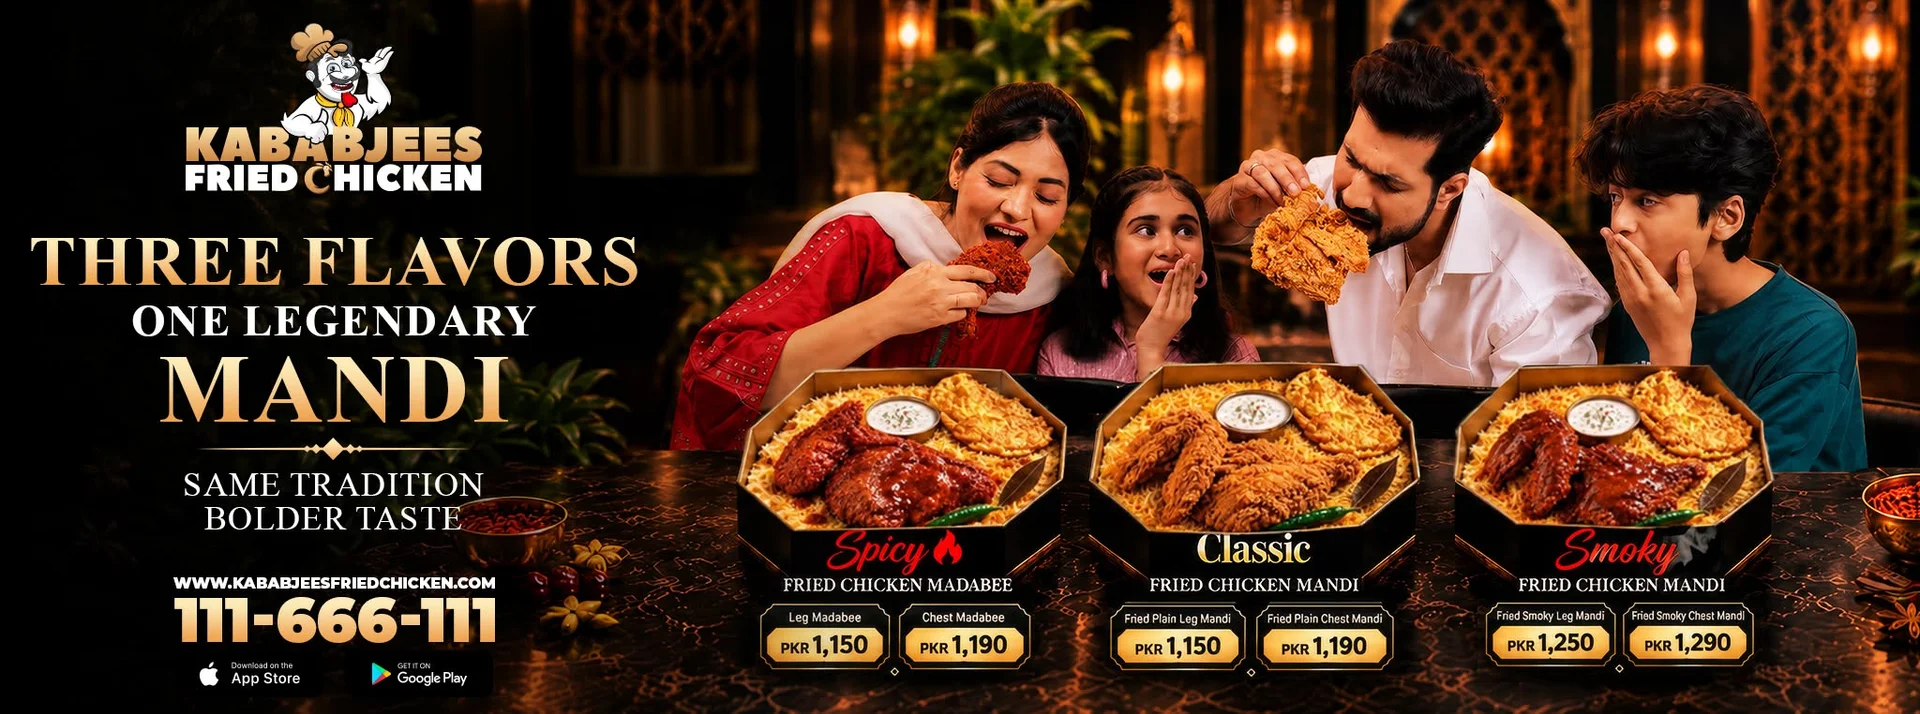 KABABJEES
FRIED CHICKEN
THREE FLAVORS
ONE LEGENDARY
MANDI
SAME TRADITION
BOLDER TASTE
WWW.KABABJEESFRIEDCHICKEN.COM
111-666-111
Download on the
App Store
GET IT ON
Google Play
Spicy
FRIED CHICKEN MADABEE
Leg Madabee
PKR 1,150
Chest Madabee
PKR 1,190
Classic
FRIED CHICKEN MANDI
Fried Plain Leg Mandi
PKR 1,150
Fried Plain Chest Mandi
PKR 1,190
Smoky
FRIED CHICKEN MANDI
Fried Smoky Leg Mandi
PKR 1,250
Fried Smoky Chest Mandi
PKR 1,290